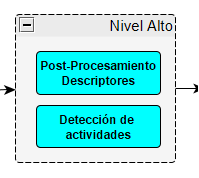 Nivel Alto
Post-Procesamiento
Descriptores
Detección de
actividades